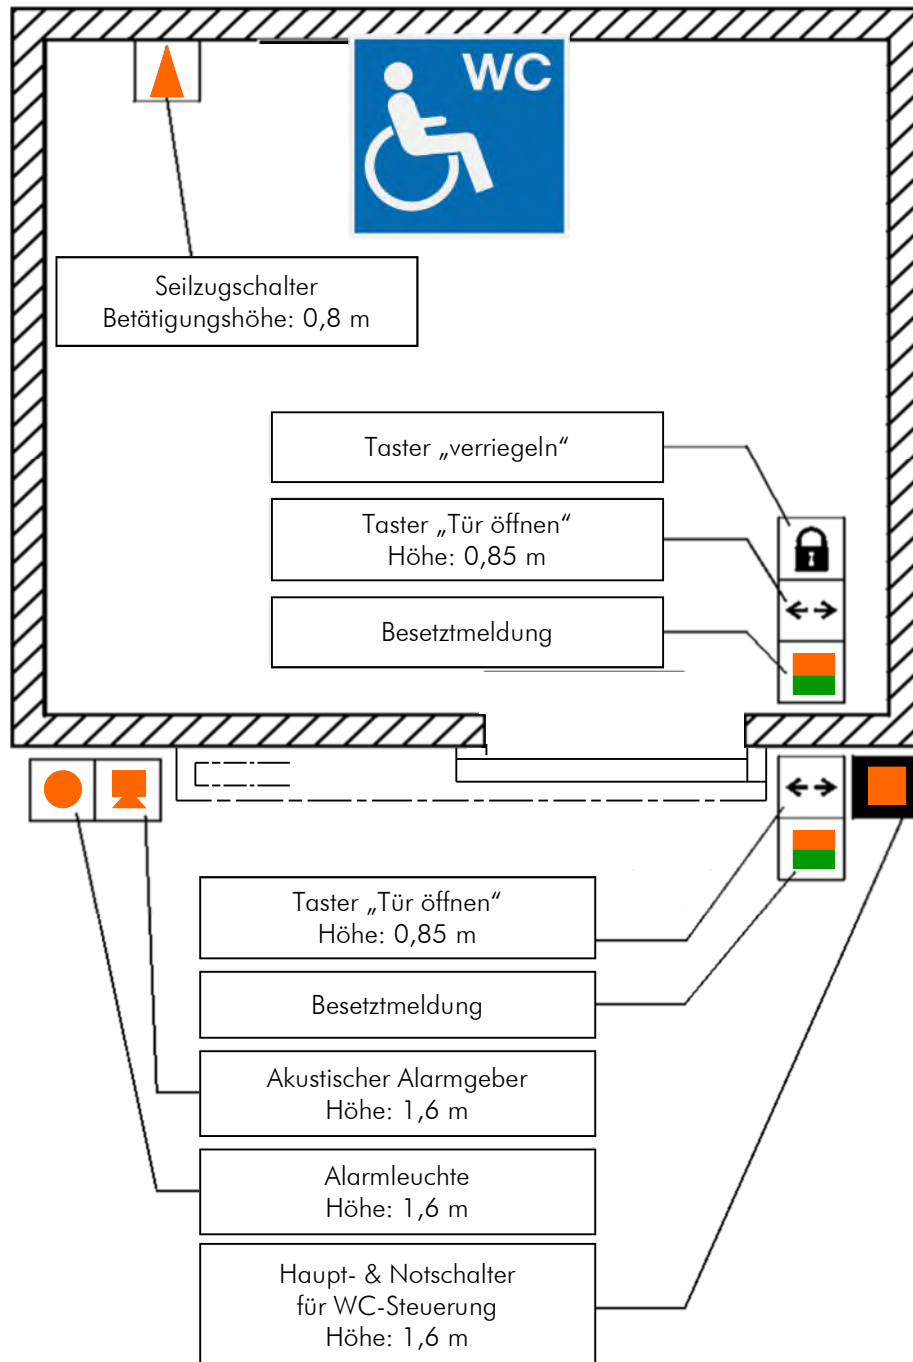 WC
Seilzugschalter
Betätigungshöhe: 0,8 m
Taster „verriegeln“
Taster „Tür öffnen“
Höhe: 0,85 m
Besetztmeldung
Taster „Tür öffnen“
Höhe: 0,85 m
Besetztmeldung
Akustischer Alarmgeber
Höhe: 1,6 m
Alarmleuchte
Höhe: 1,6 m
Haupt- & Notschalter
für WC-Steuerung
Höhe: 1,6 m